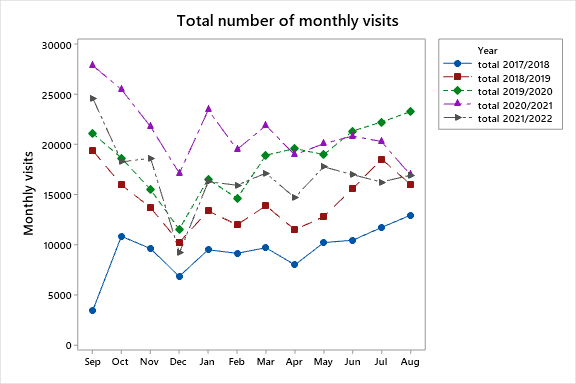 Total number of monthly visits
Year
total 2017/2018
total 2018/2019
total 2019/2020
total 2020/2021
total 2021/2022
Monthly visits
30000
25000
20000
15000
10000
5000
0
Sep Oct Nov Dec Jan Feb Mar Apr May Jun Jul Aug